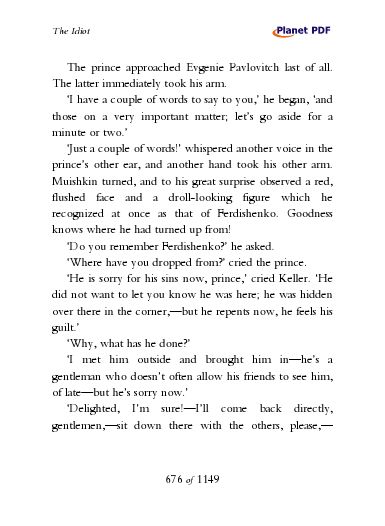 The Idiot
Planet PDF
The prince approached Evgenie Pavlovitch last of all.
The latter immediately took his arm.
‘I have a couple of words to say to you,’ he began, ‘and
those on a very important matter; let’s go aside for a
minute or two.’
‘Just a couple of words!’ whispered another voice in the
prince’s other ear, and another hand took his other arm.
Muishkin turned, and to his great surprise observed a red,
flushed face and a droll-looking figure which he
recognized at once as that of Ferdishenko. Goodness
knows where he had turned up from!
‘Do you remember Ferdishenko?’ he asked.
‘Where have you dropped from?’ cried the prince.
‘He is sorry for his sins now, prince,’ cried Keller. ‘He
did not want to let you know he was here; he was hidden
over there in the corner,—but he repents now, he feels his
guilt.’
‘Why, what has he done?’
‘I met him outside and brought him in—he’s a
gentleman who doesn’t often allow his friends to see him,
of late—but he’s sorry now.’
‘Delighted, I’m sure!—I’ll come back directly,
gentlemen,—sit down there with the others, please,—
676 of 1149